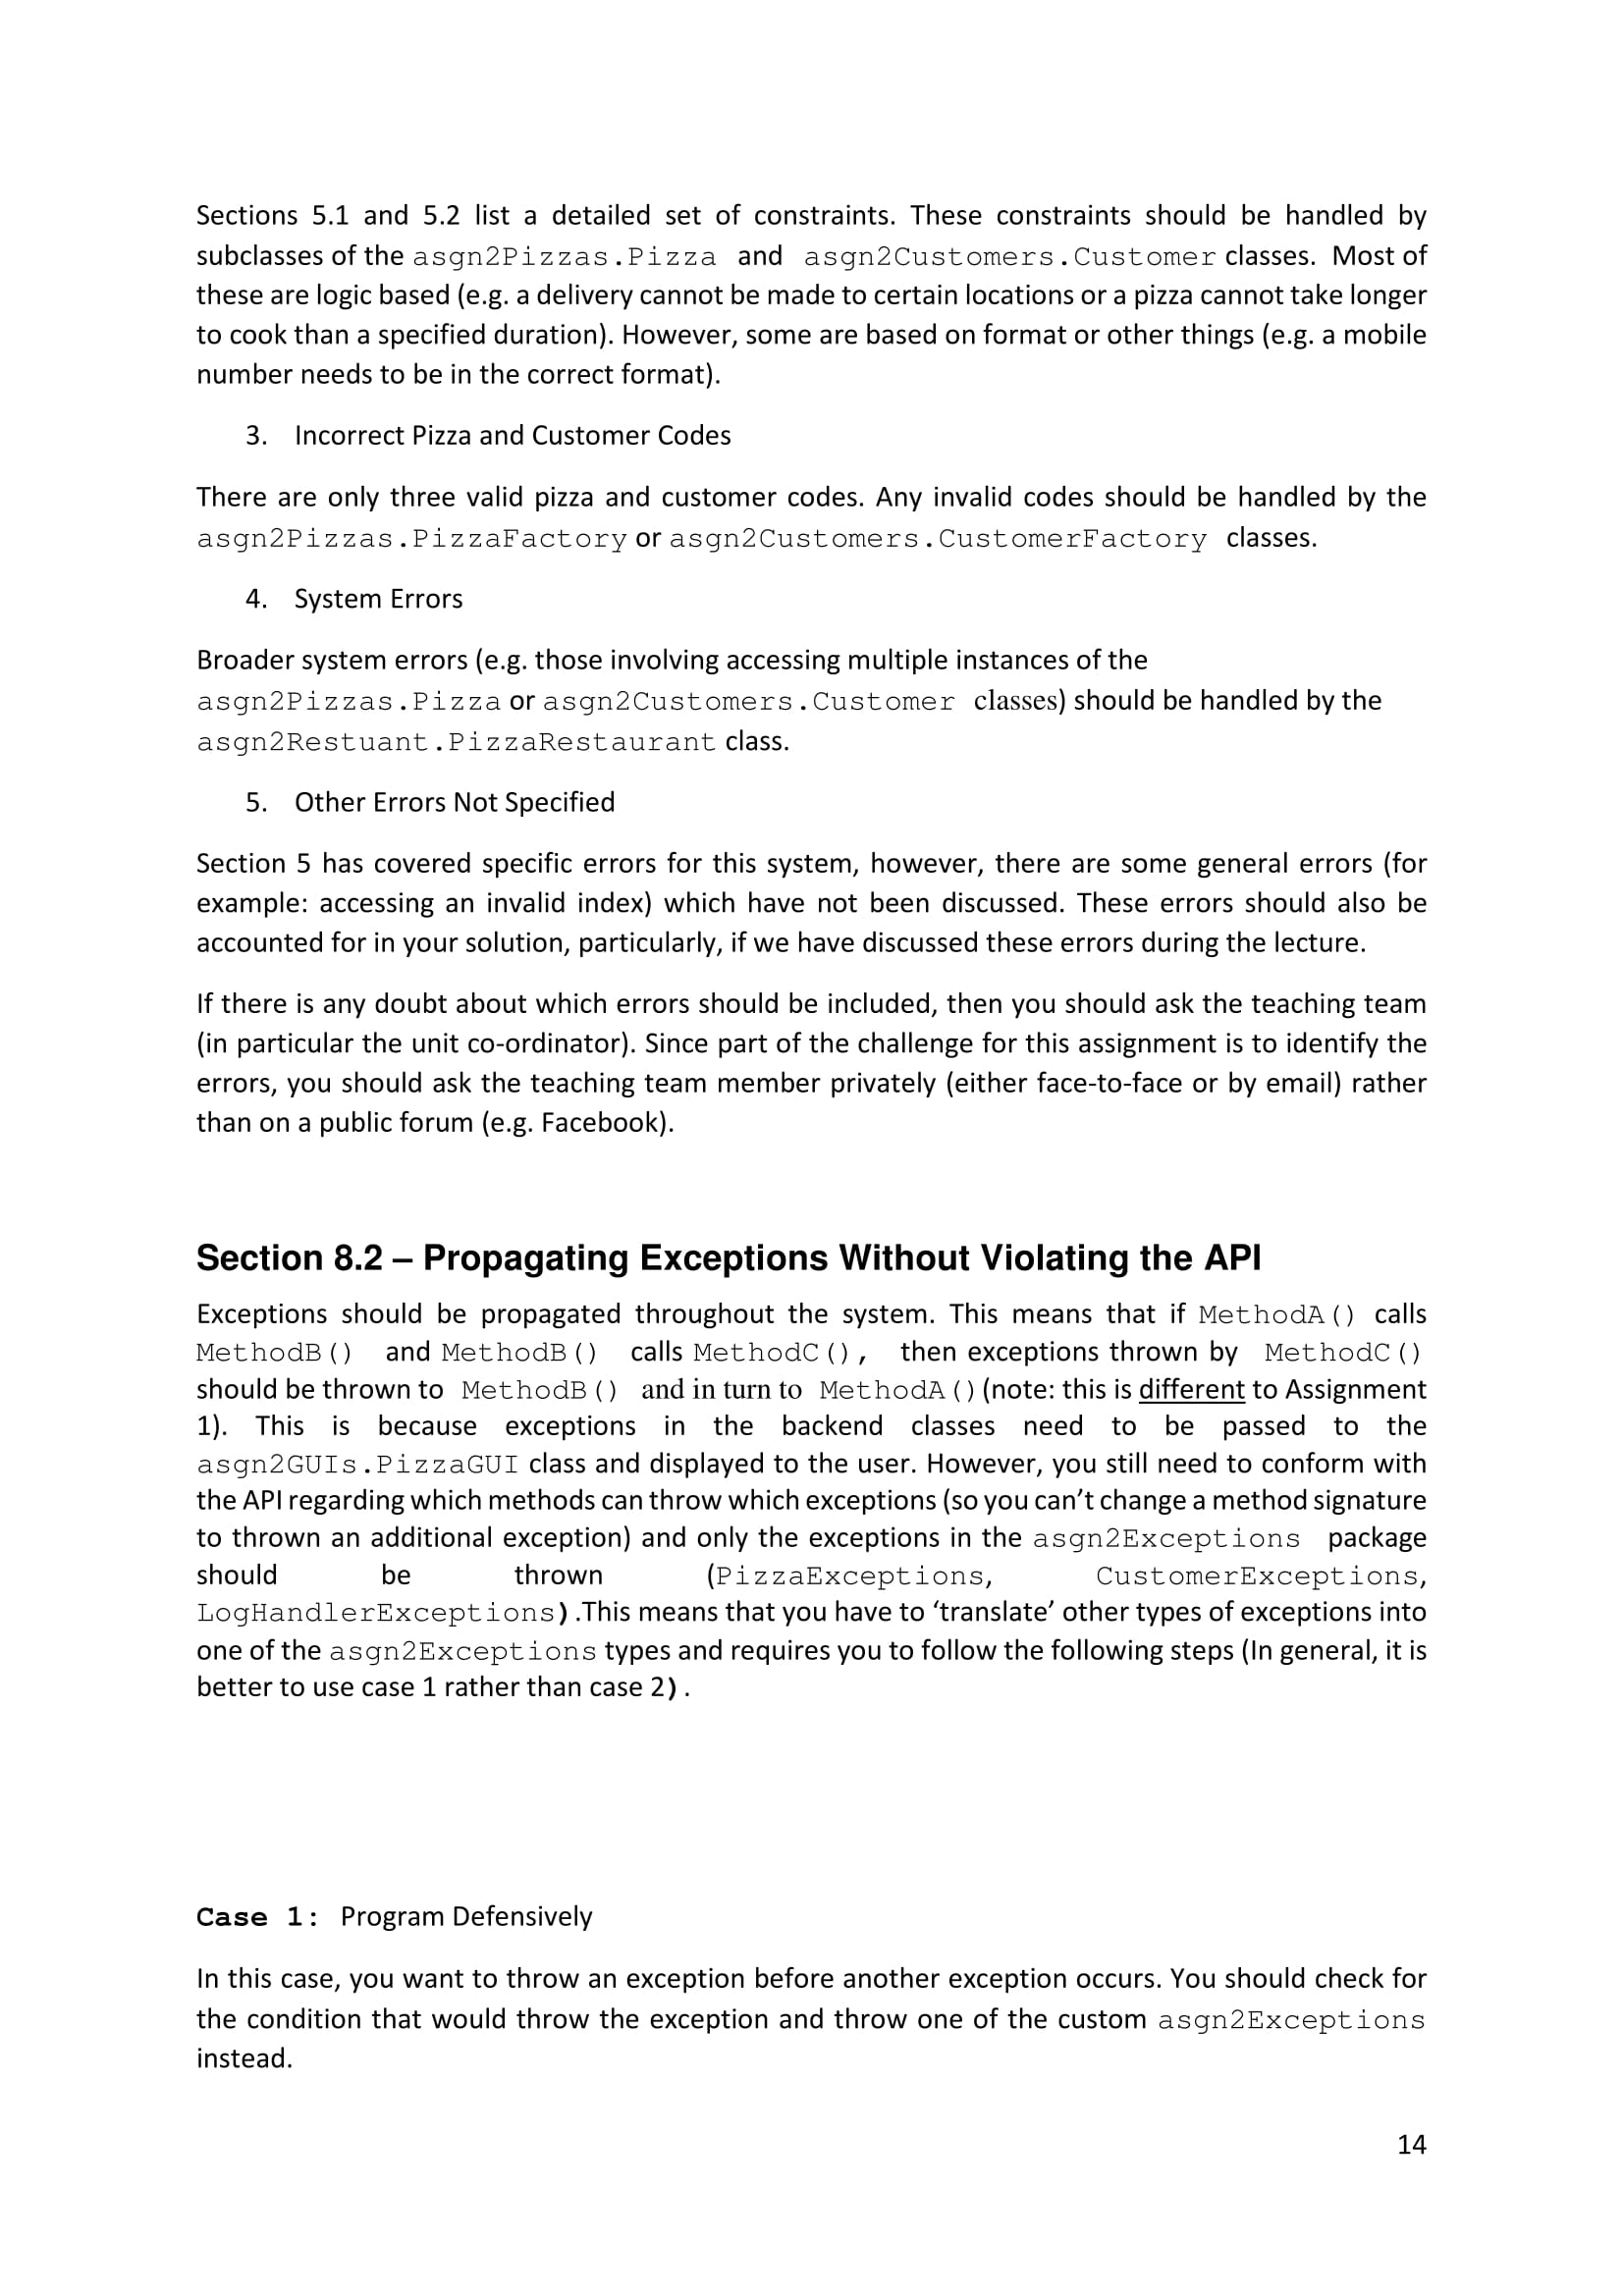 Sections 5.1 and 5.2 list a detailed set of constraints. These constraints should be handled by
subclasses of the asgn2Pizzas.Pizza and asgn2Customers.Customer classes. Most of
these are logic based (e.g. a delivery cannot be made to certain locations or a pizza cannot take longer
to cook than a specified duration). However, some are based on format or other things (e.g. a mobile
number needs to be in the correct format).
3. Incorrect Pizza and Customer Codes
There are only three valid pizza and customer codes. Any invalid codes should be handled by the
asgn2Pizzas.PizzaFactory or asgn2Customers.CustomerFactory classes.
4. System Errors
Broader system errors (e.g. those involving accessing multiple instances of the
asgn2Pizzas.Pizza or asgn2Customers.Customer classes) should be handled by the
asgn2Restuant.PizzaRestaurant class.
5. Other Errors Not Specified
Section 5 has covered specific errors for this system, however, there are some general errors (for
example: accessing an invalid index) which have not been discussed. These errors should also be
accounted for in your solution, particularly, if we have discussed these errors during the lecture.
If there is any doubt about which errors should be included, then you should ask the teaching team
(in particular the unit co-ordinator). Since part of the challenge for this assignment is to identify the
errors, you should ask the teaching team member privately (either face-to-face or by email) rather
than on a public forum (e.g. Facebook).
Section 8.2 – Propagating Exceptions Without Violating the API
Exceptions should be propagated throughout the system. This means that if MethodA() calls
MethodB() and MethodB() calls MethodC(), then exceptions thrown by MethodC()
should be thrown to MethodB() and in turn to MethodA()(note: this is different to Assignment
1). This is because exceptions in the backend classes need to be passed to the
asgn2GUIs.PizzaGUI class and displayed to the user. However, you still need to conform with
the API regarding which methods can throw which exceptions (so you can’t change a method signature
to thrown an additional exception) and only the exceptions in the asgn2Exceptions package
should be thrown (PizzaExceptions, CustomerExceptions,
LogHandlerExceptions).This means that you have to ‘translate’ other types of exceptions into
one of the asgn2Exceptions types and requires you to follow the following steps (In general, it is
better to use case 1 rather than case 2).
Case 1: Program Defensively
In this case, you want to throw an exception before another exception occurs. You should check for
the condition that would throw the exception and throw one of the custom asgn2Exceptions
instead.
14